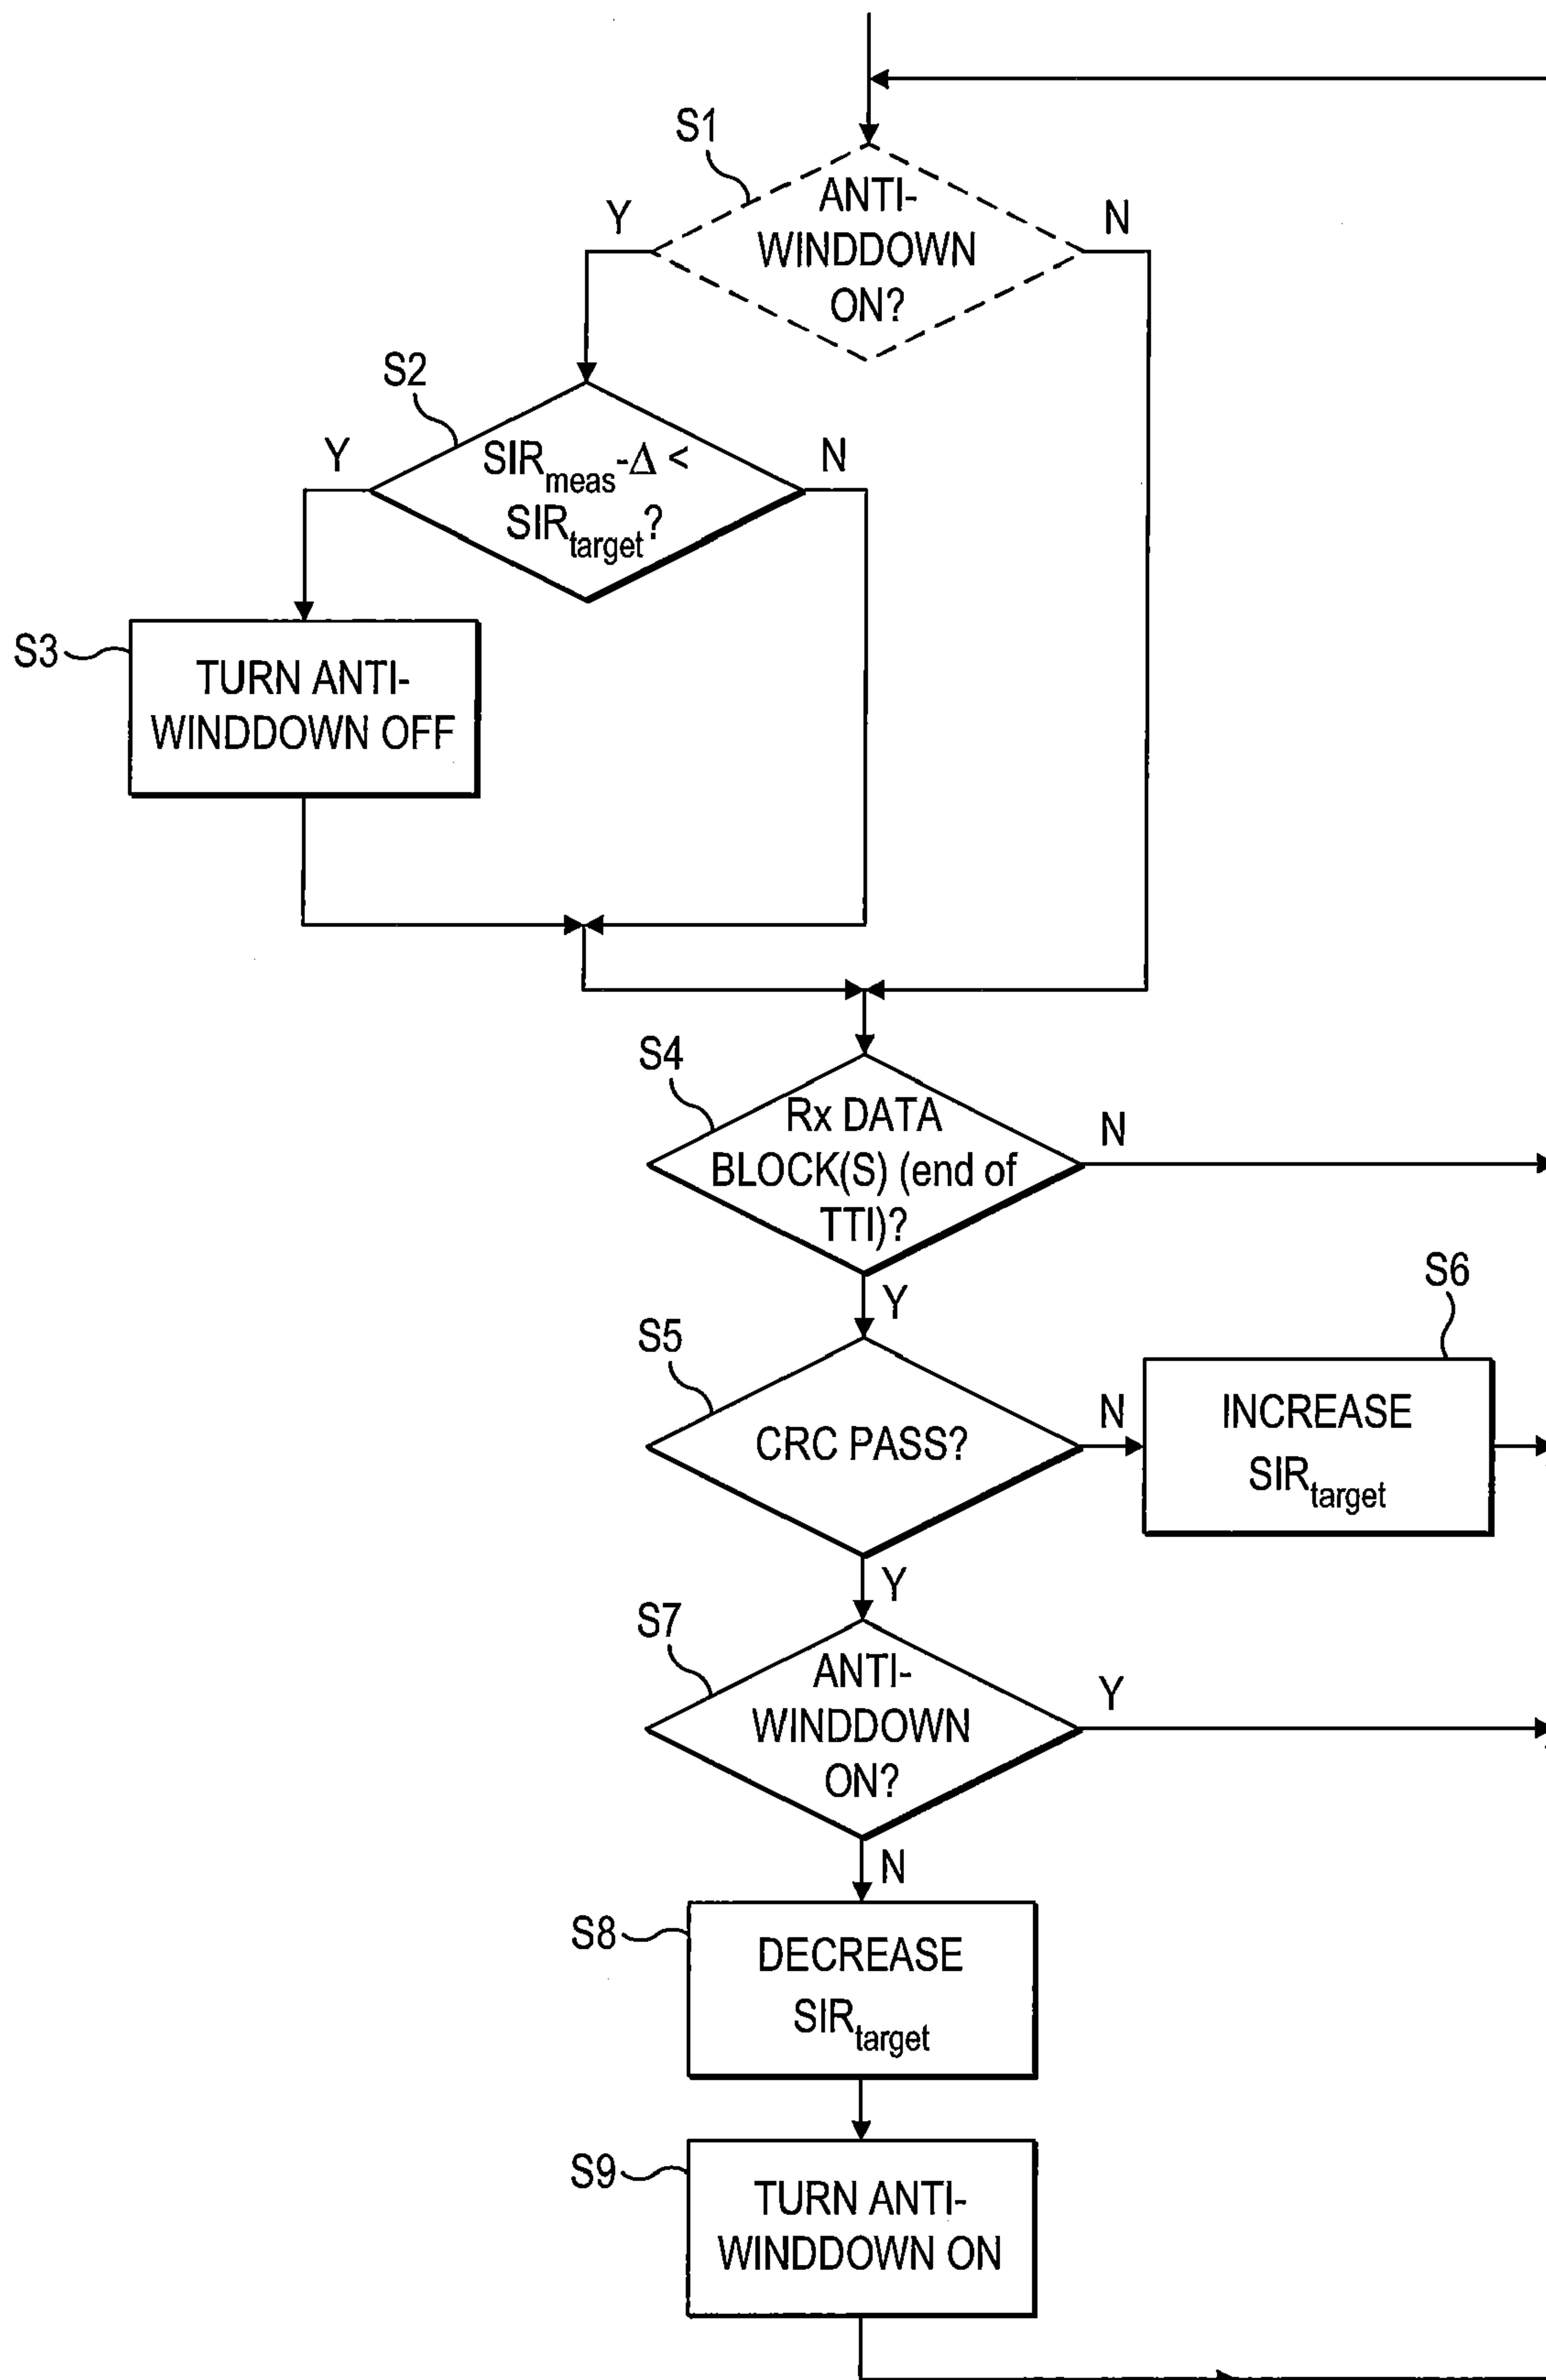 S1
ANTI-
WINDDOWN
ON?
Y
N
S2
SIRmeas-Δ <
SIRtarget?
Y
N
S3
TURN ANTI-
WINDDOWN OFF
S4
Rx DATA
BLOCK(S) (end of
TTI)?
N
Y
S5
CRC PASS?
N
S6
INCREASE
SIRtarget
Y
S7
ANTI-
WINDDOWN
ON?
Y
N
S8
DECREASE
SIRtarget
S9
TURN ANTI-
WINDDOWN ON